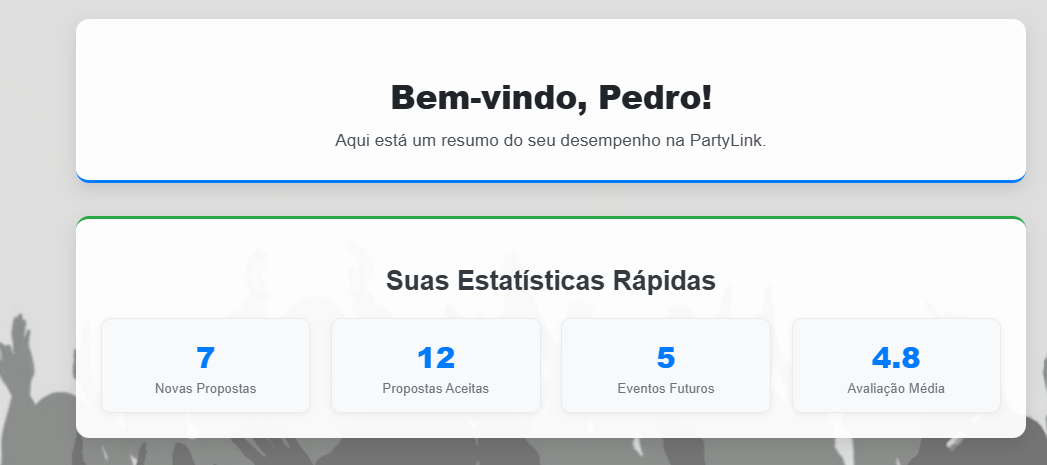 Bem-vindo, Pedro!
Aqui está um resumo do seu desempenho na PartyLink.
Suas Estatísticas Rápidas
7
Novas Propostas
12
Propostas Aceitas
5
Eventos Futuros
4.8
Avaliação Média